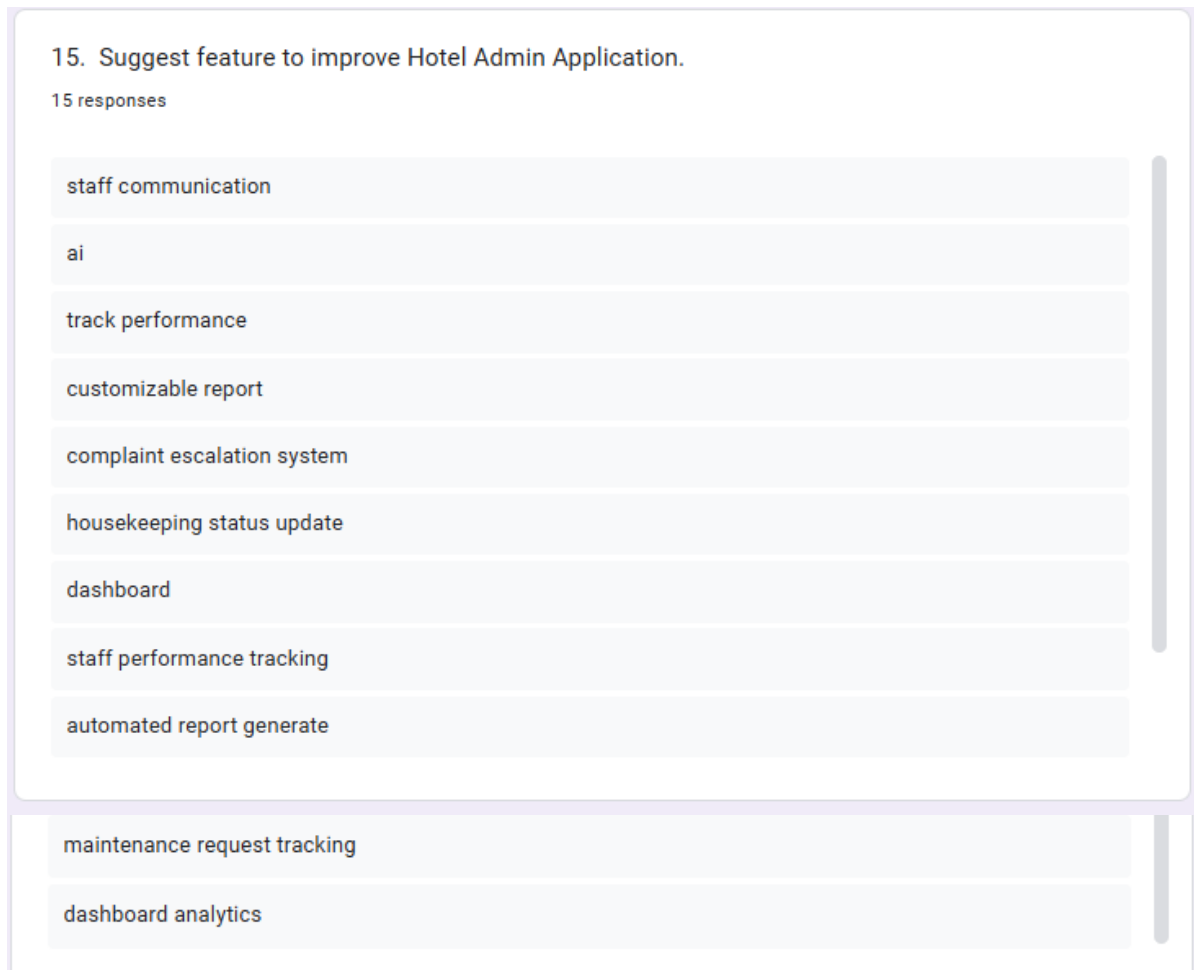 15. Suggest feature to improve Hotel Admin Application.
15 responses
staff communication
ai
track performance
customizable report
complaint escalation system
housekeeping status update
dashboard
staff performance tracking
automated report generate
maintenance request tracking
dashboard analytics